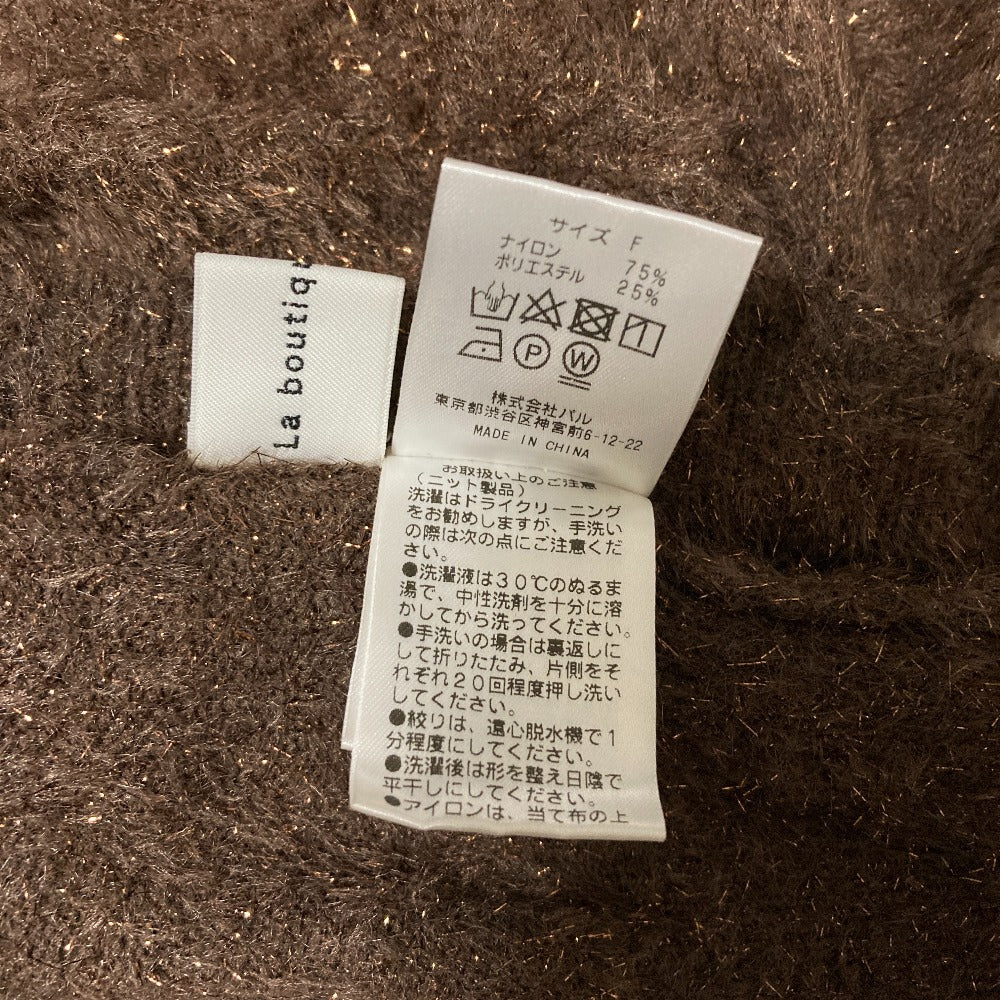 La boutiqu
サイズ F
ナイロン 75%
ポリエステル 25%
P W
株式会社パル
東京都渋谷区神宮前6-12-22
MADE IN CHINA
お取扱い上のご注意
(ニット製品)
洗濯はドライクリーニング
をお勧めしますが、手洗い
の際は次の点にご注意くだ
さい。
●洗濯液は30℃のぬるま
湯で、中性洗剤を十分に溶
かしてから洗ってください。
●手洗いの場合は裏返しに
して折りたたみ、片側をそ
れぞれ20回程度押し洗い
してください。
●絞りは、遠心脱水機で1
分程度にしてください。
●洗濯後は形を整え日陰で
平干しにしてください。
●アイロンは、当て布の上